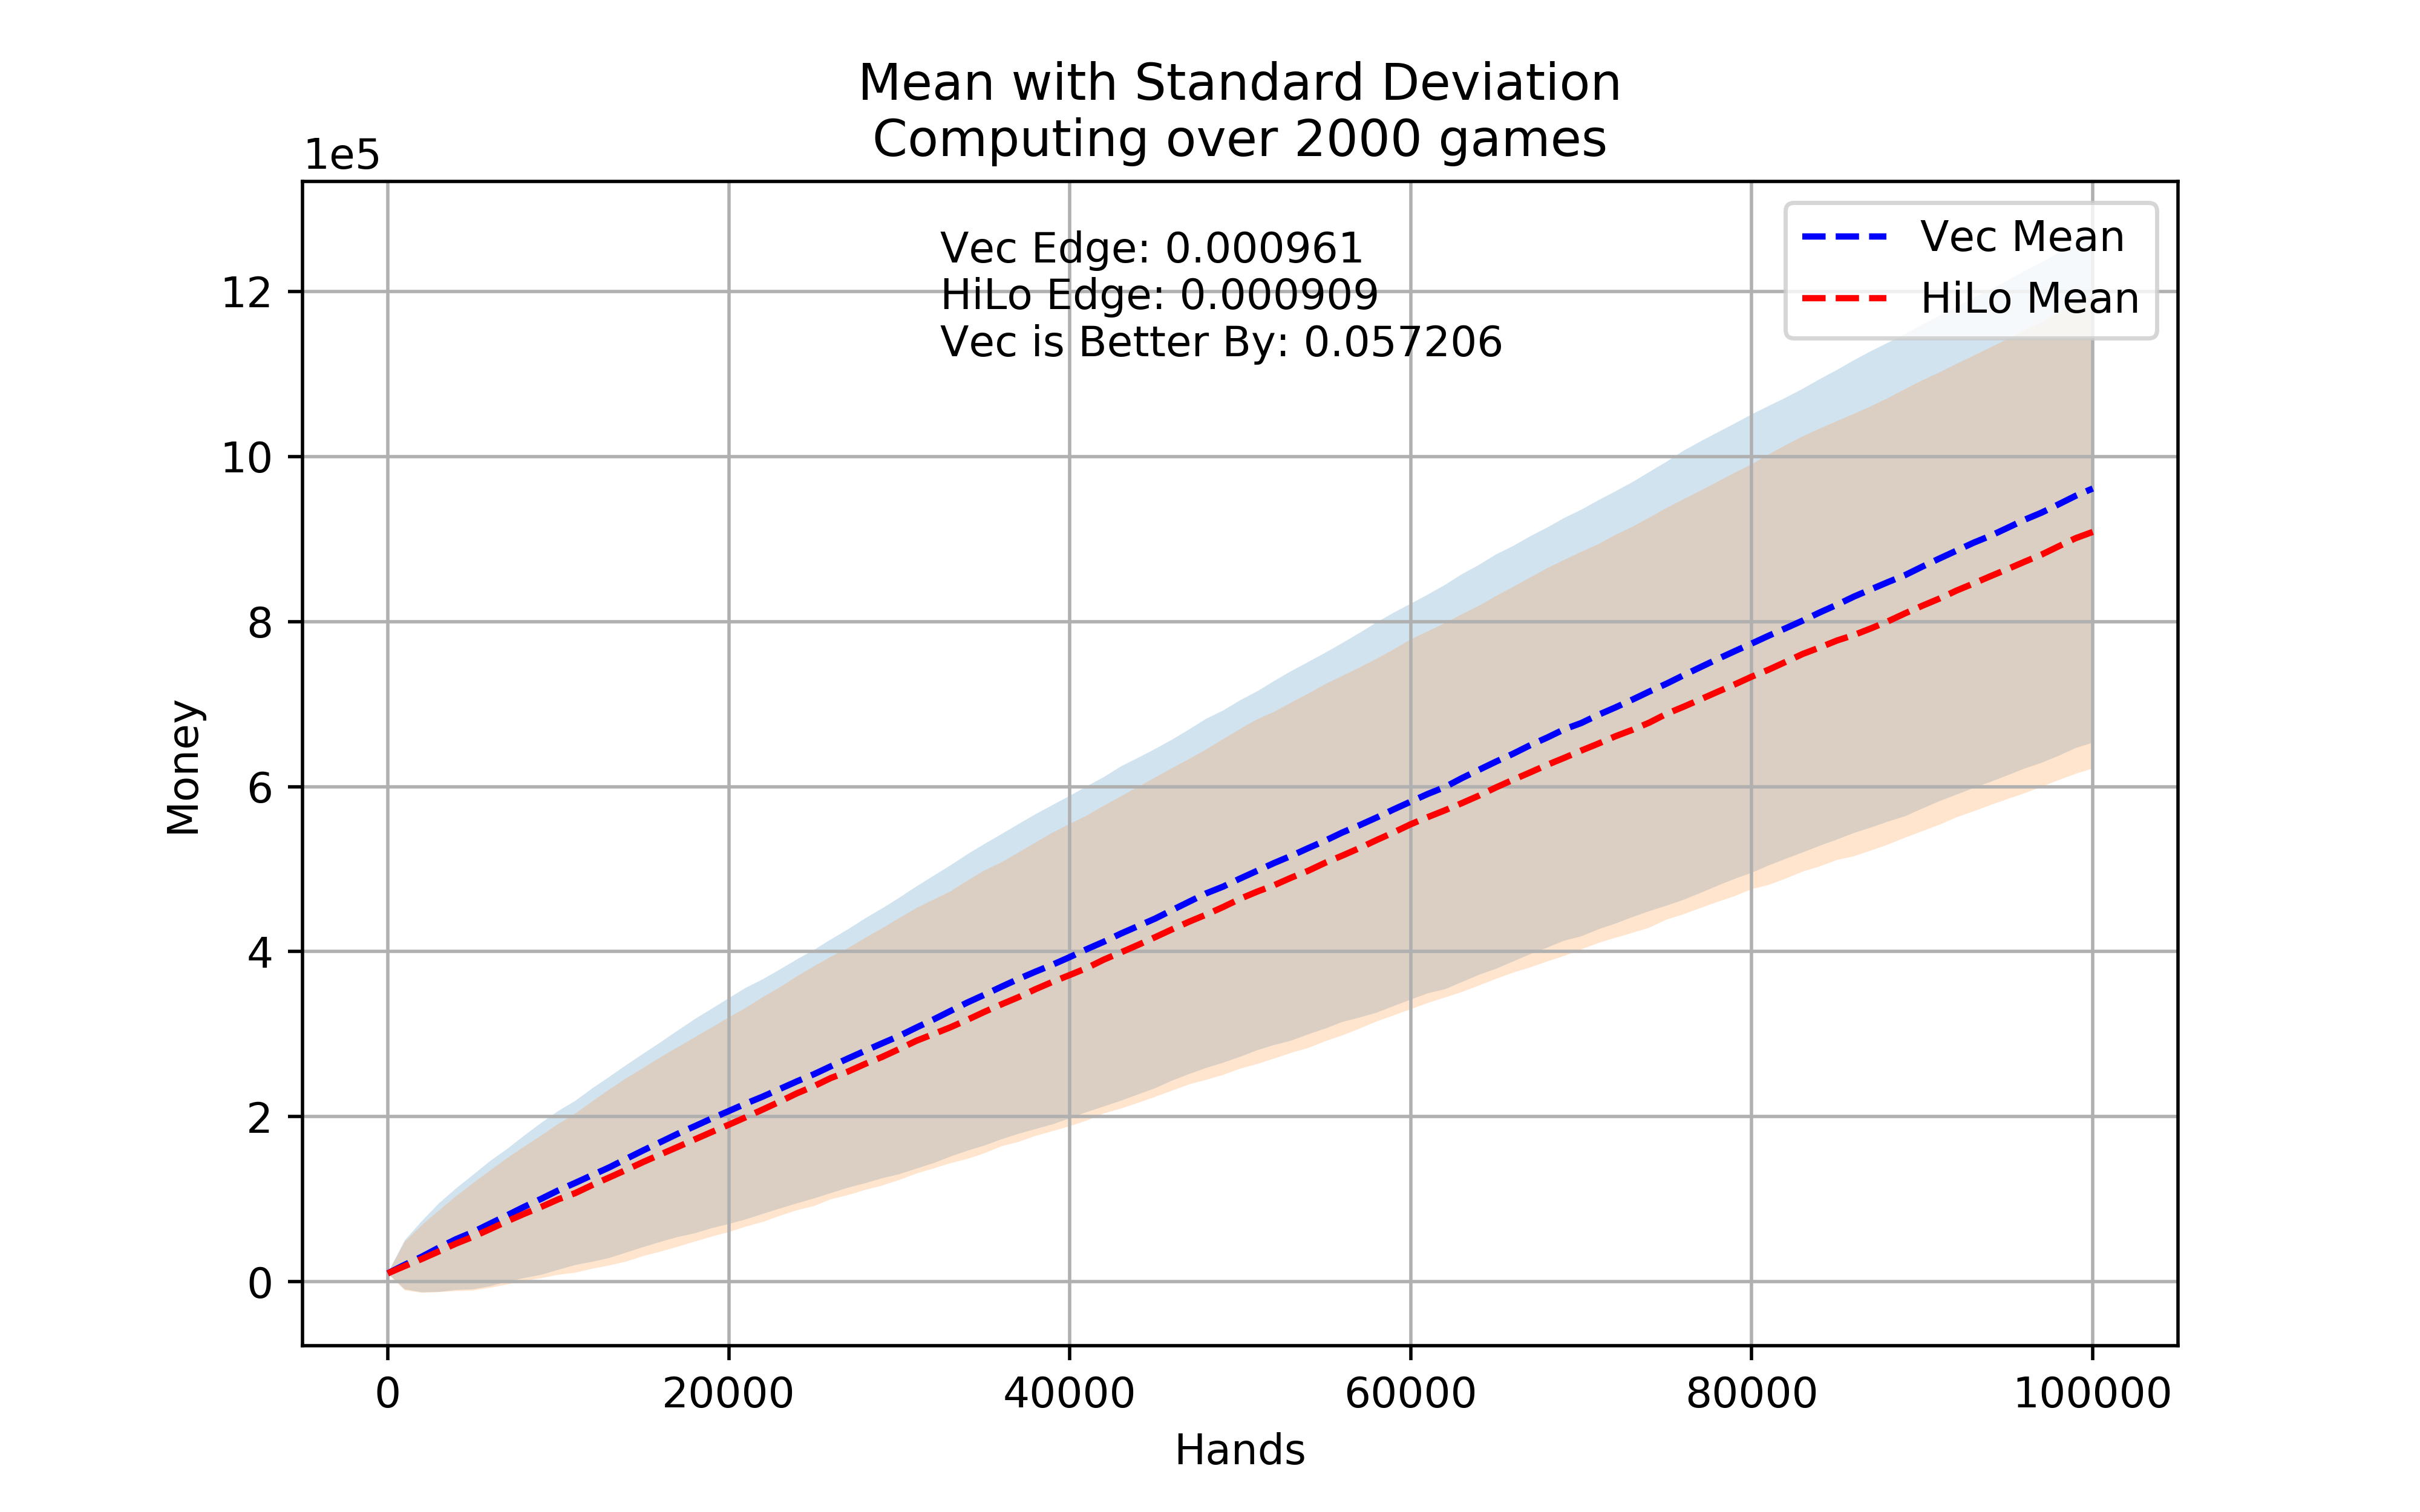 Mean with Standard Deviation
Computing over 2000 games
1e5
Vec Edge: 0.000961
HiLo Edge: 0.000909
Vec is Better By: 0.057206
Vec Mean
HiLo Mean
12
10
8
6
4
2
0
Money
0 20000 40000 60000 80000 100000
Hands